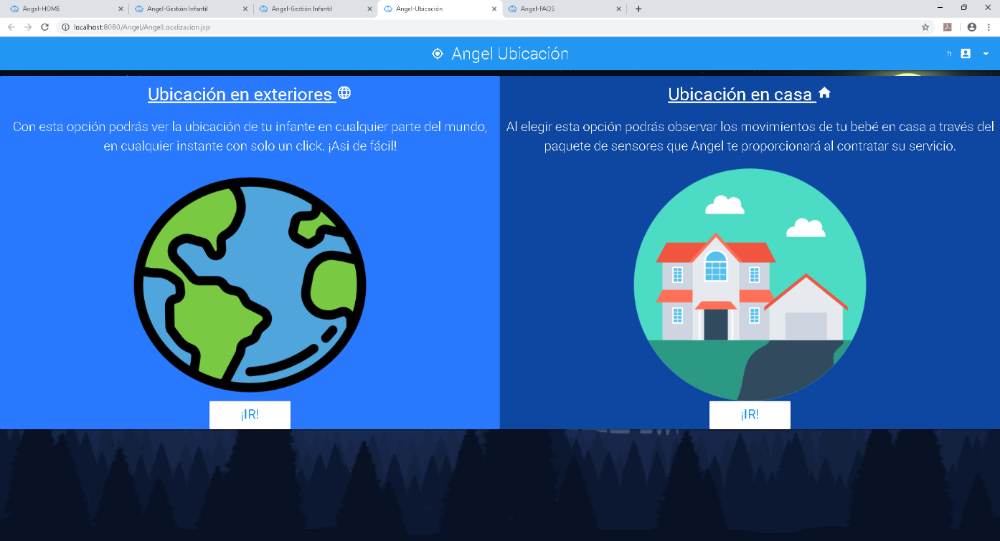 Angel-HOME
Angel-Gestión Infantil
Angel-Gestión Infantil
Angel-Ubicación
Angel-FAQS
localhost:8080/Angel/AngelLocalizacion.jsp
Angel Ubicación
h
Ubicación en exteriores
Con esta opción podrás ver la ubicación de tu infante en cualquier parte del mundo,
en cualquier instante con solo un click. ¡Asi de fácil!
¡IR!
Ubicación en casa
Al elegir esta opción podrás observar los movimientos de tu bebé en casa a través del
paquete de sensores que Angel te proporcionará al contratar su servicio.
¡IR!